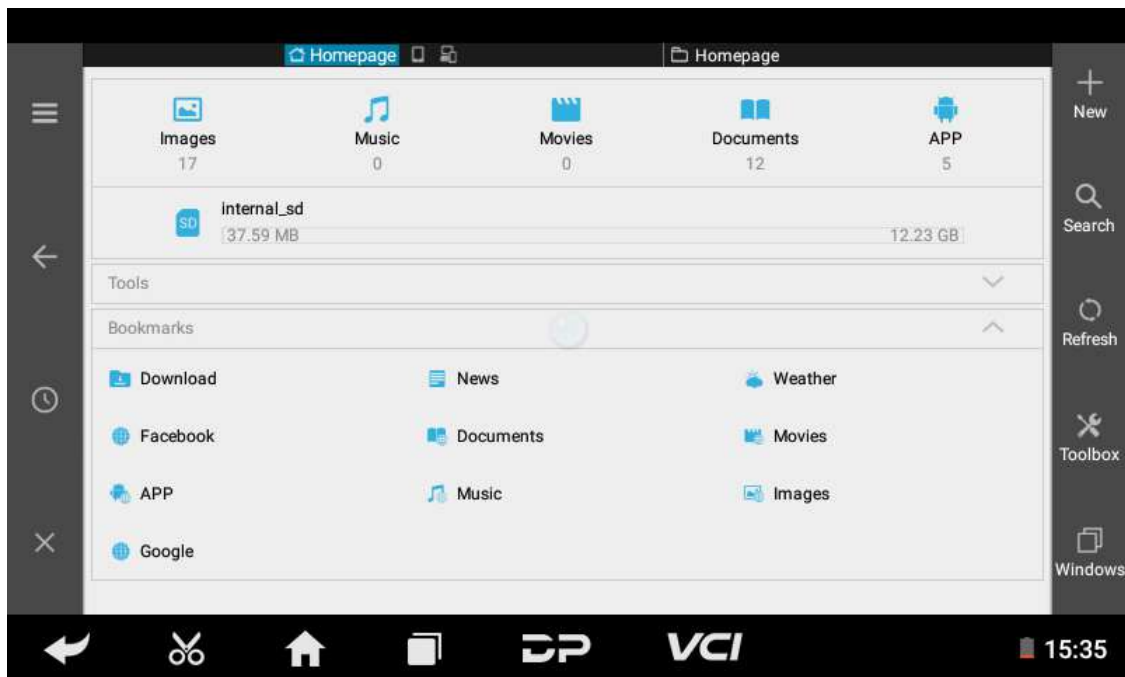 Homepage
Homepage
Images
17
Music
0
Movies
0
Documents
12
APP
5
SD
internal_sd
37.59 MB
12.23 GB
Tools
Bookmarks
Download
News
Weather
Facebook
Documents
Movies
APP
Music
Images
Google
New
Search
Refresh
Toolbox
Windows
DP
VCI
15:35